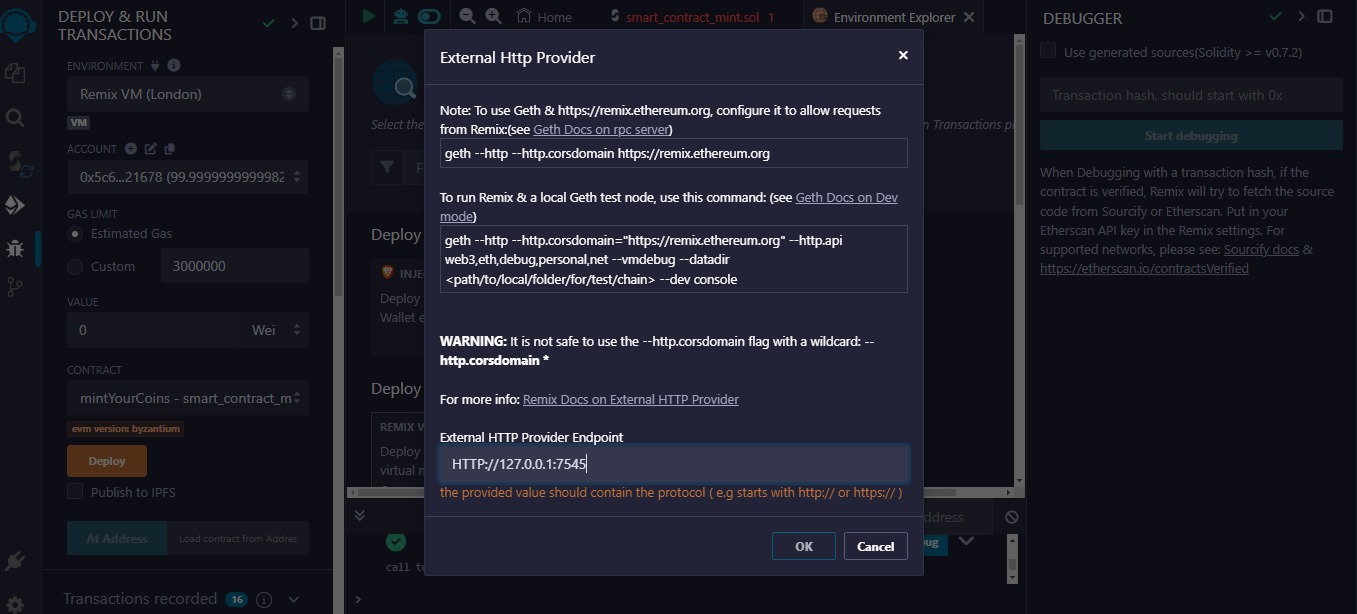 DEPLOY & RUN
TRANSACTIONS
ENVIRONMENT
Remix VM (London)
VM
ACCOUNT
0x5c6...21678 (99.9999999999982
GAS LIMIT
Estimated Gas
Custom
3000000
VALUE
0
Wei
CONTRACT
mintYourCoins - smart_contract_m
evm version: byzantium
Deploy
Publish to IPFS
At Address
Load contract from Addres
Transactions recorded 16
Home
smart_contract_mint.sol 1
Environment Explorer
Select the
n Transactions p
F
Deploy
INJE
Deploy
Wallet e
Deploy
REMIX V
Deploy
virtual m
ddress
bug
call to
External Http Provider
Note: To use Geth & https://remix.ethereum.org, configure it to allow requests
from Remix:(see Geth Docs on rpc server)
geth --http --http.corsdomain https://remix.ethereum.org
To run Remix & a local Geth test node, use this command: (see Geth Docs on Dev
mode)
geth --http --http.corsdomain="https://remix.ethereum.org" --http.api
web3,eth,debug,personal,net --vmdebug --datadir
<path/to/local/folder/for/test/chain> --dev console
WARNING: It is not safe to use the --http.corsdomain flag with a wildcard: --
http.corsdomain *
For more info: Remix Docs on External HTTP Provider
External HTTP Provider Endpoint
HTTP://127.0.0.1:7545
the provided value should contain the protocol ( e.g starts with http:// or https:// )
OK
Cancel
DEBUGGER
Use generated sources(Solidity >= v0.7.2)
Transaction hash, should start with 0x
Start debugging
When Debugging with a transaction hash, if the
contract is verified, Remix will try to fetch the source
code from Sourcify or Etherscan. Put in your
Etherscan API key in the Remix settings. For
supported networks, please see: Sourcify docs &
https://etherscan.io/contractsVerified